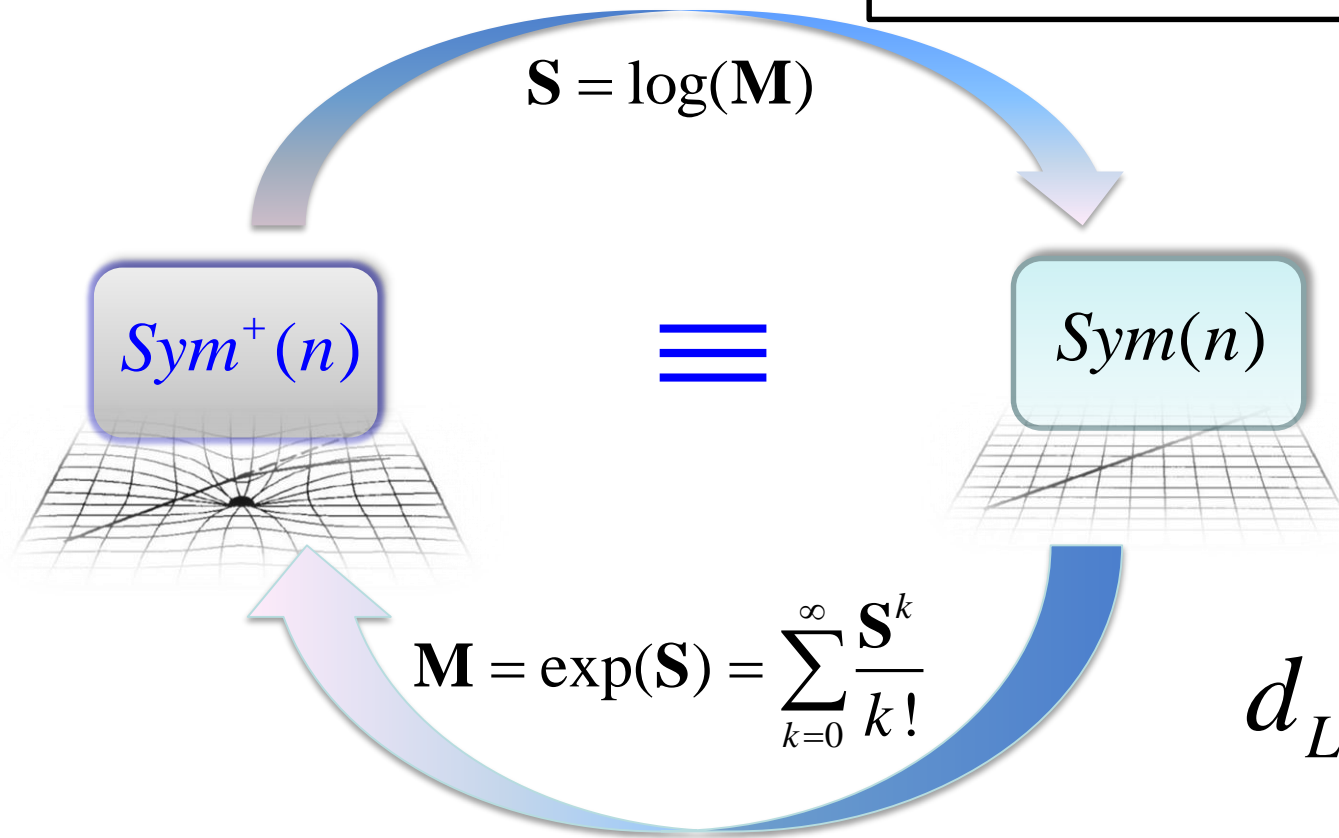 S = log(M)
Sym⁺(n)
≡
Sym(n)
M = exp(S) = ∑_{k=0}^{∞} S^k / k!
d_L